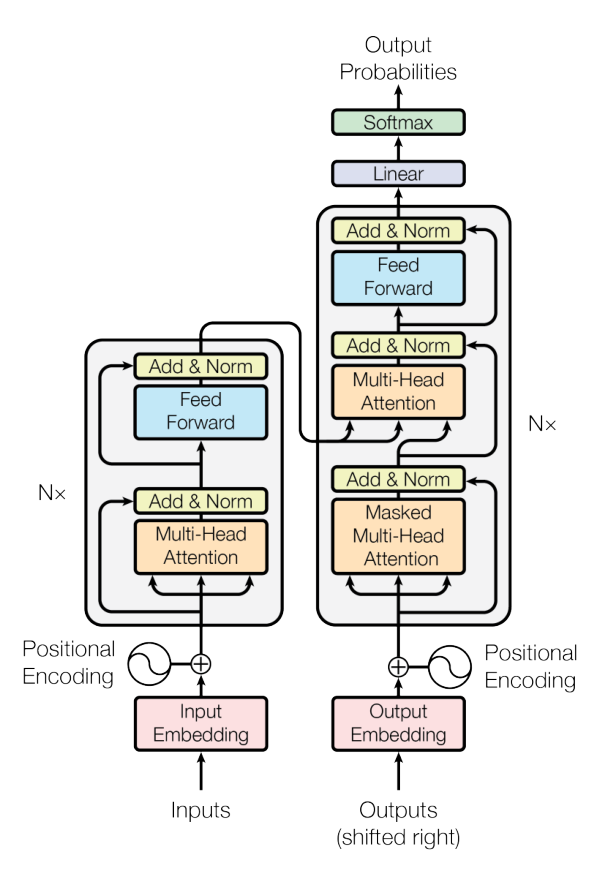 Output
Probabilities
Softmax
Linear
Add & Norm
Feed
Forward
Add & Norm
Multi-Head
Attention
Add & Norm
Masked
Multi-Head
Attention
N×
Positional
Encoding
Output
Embedding
Outputs
(shifted right)
Add & Norm
Feed
Forward
Add & Norm
Multi-Head
Attention
N×
Positional
Encoding
Input
Embedding
Inputs